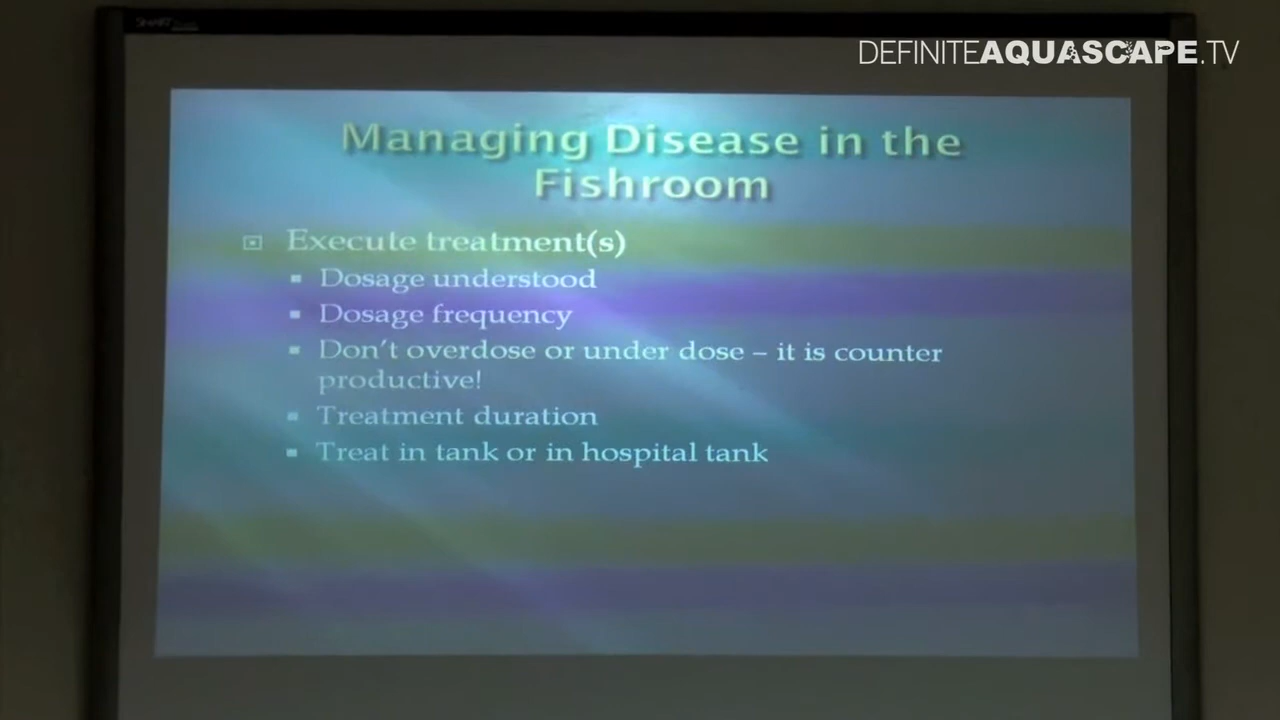 SMART
DEFINITEAQUASCAPE.TV
Managing Disease in the
Fishroom
Execute treatment(s)
Dosage understood
Dosage frequency
Don't overdose or under dose – it is counter
productive!
Treatment duration
Treat in tank or in hospital tank